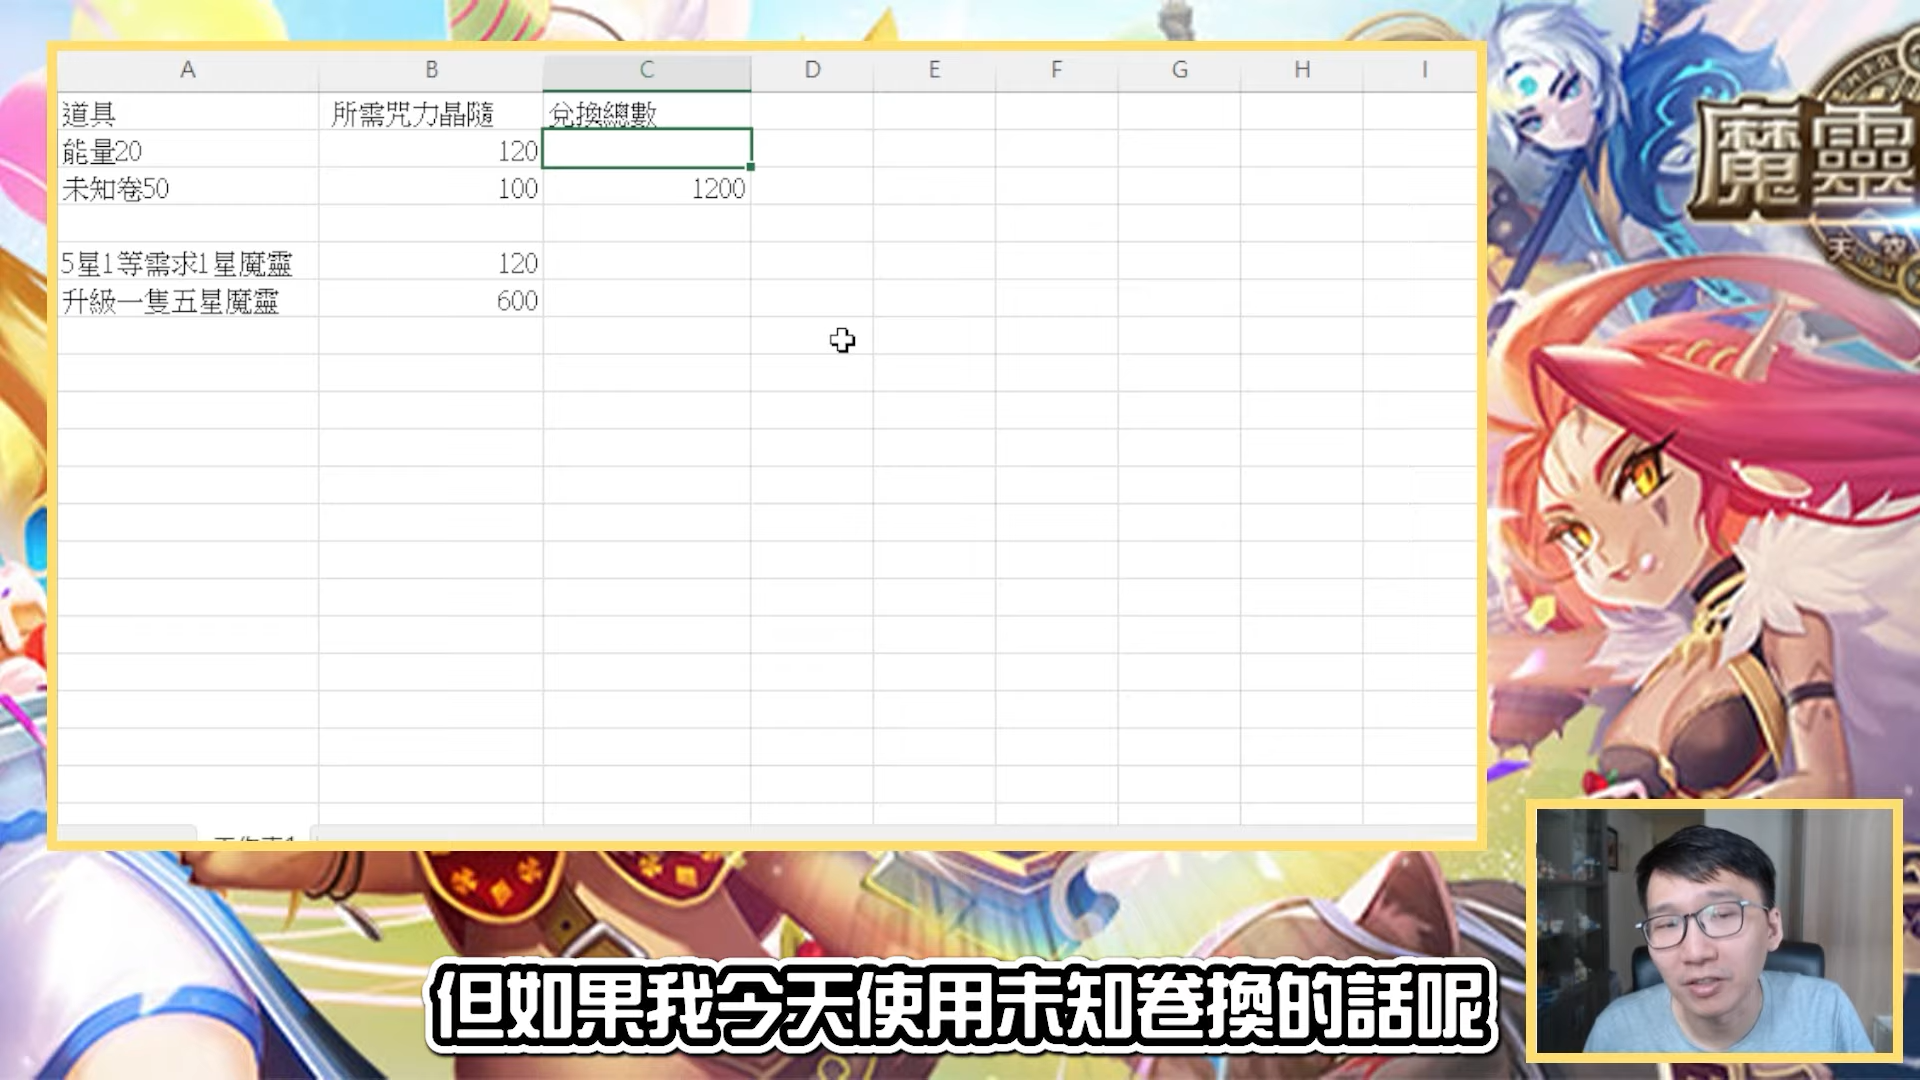 A B C D E F G H I
道具 所需咒力晶隨 兌換總數
能量20 120
未知卷50 100 1200
5星1等需求1星魔靈 120
升級一隻五星魔靈 600
魔靈
天空
但如果我今天使用未知卷換的話呢